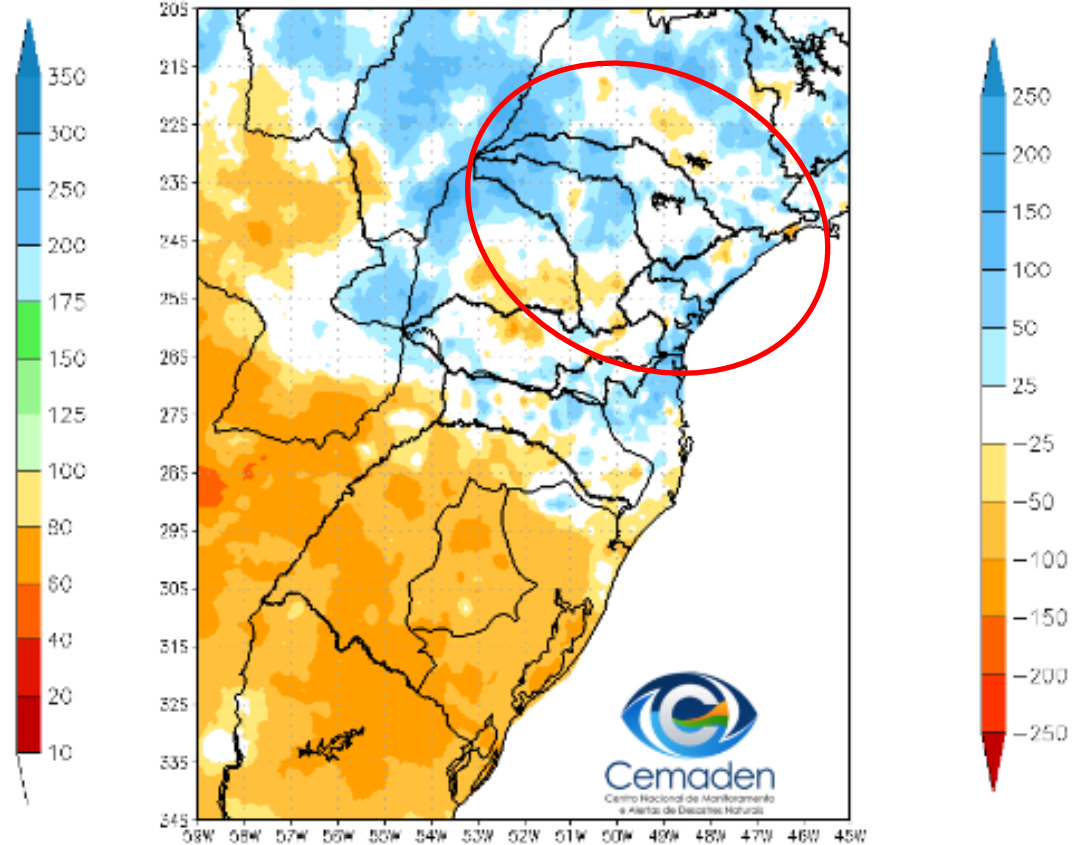 350
300
250
200
175
150
125
100
80
60
40
20
10
20S
21S
22S
23S
24S
25S
26S
27S
28S
29S
30S
31S
32S
33S
34S
59W 58W 57W 56W 55W 54W 53W 52W 51W 50W 49W 48W 47W 46W 45W
250
200
150
100
50
25
−25
−50
−100
−150
−200
−250
Cemaden
Centro Nacional de Monitoramento
e Alertas de Desastres Naturais